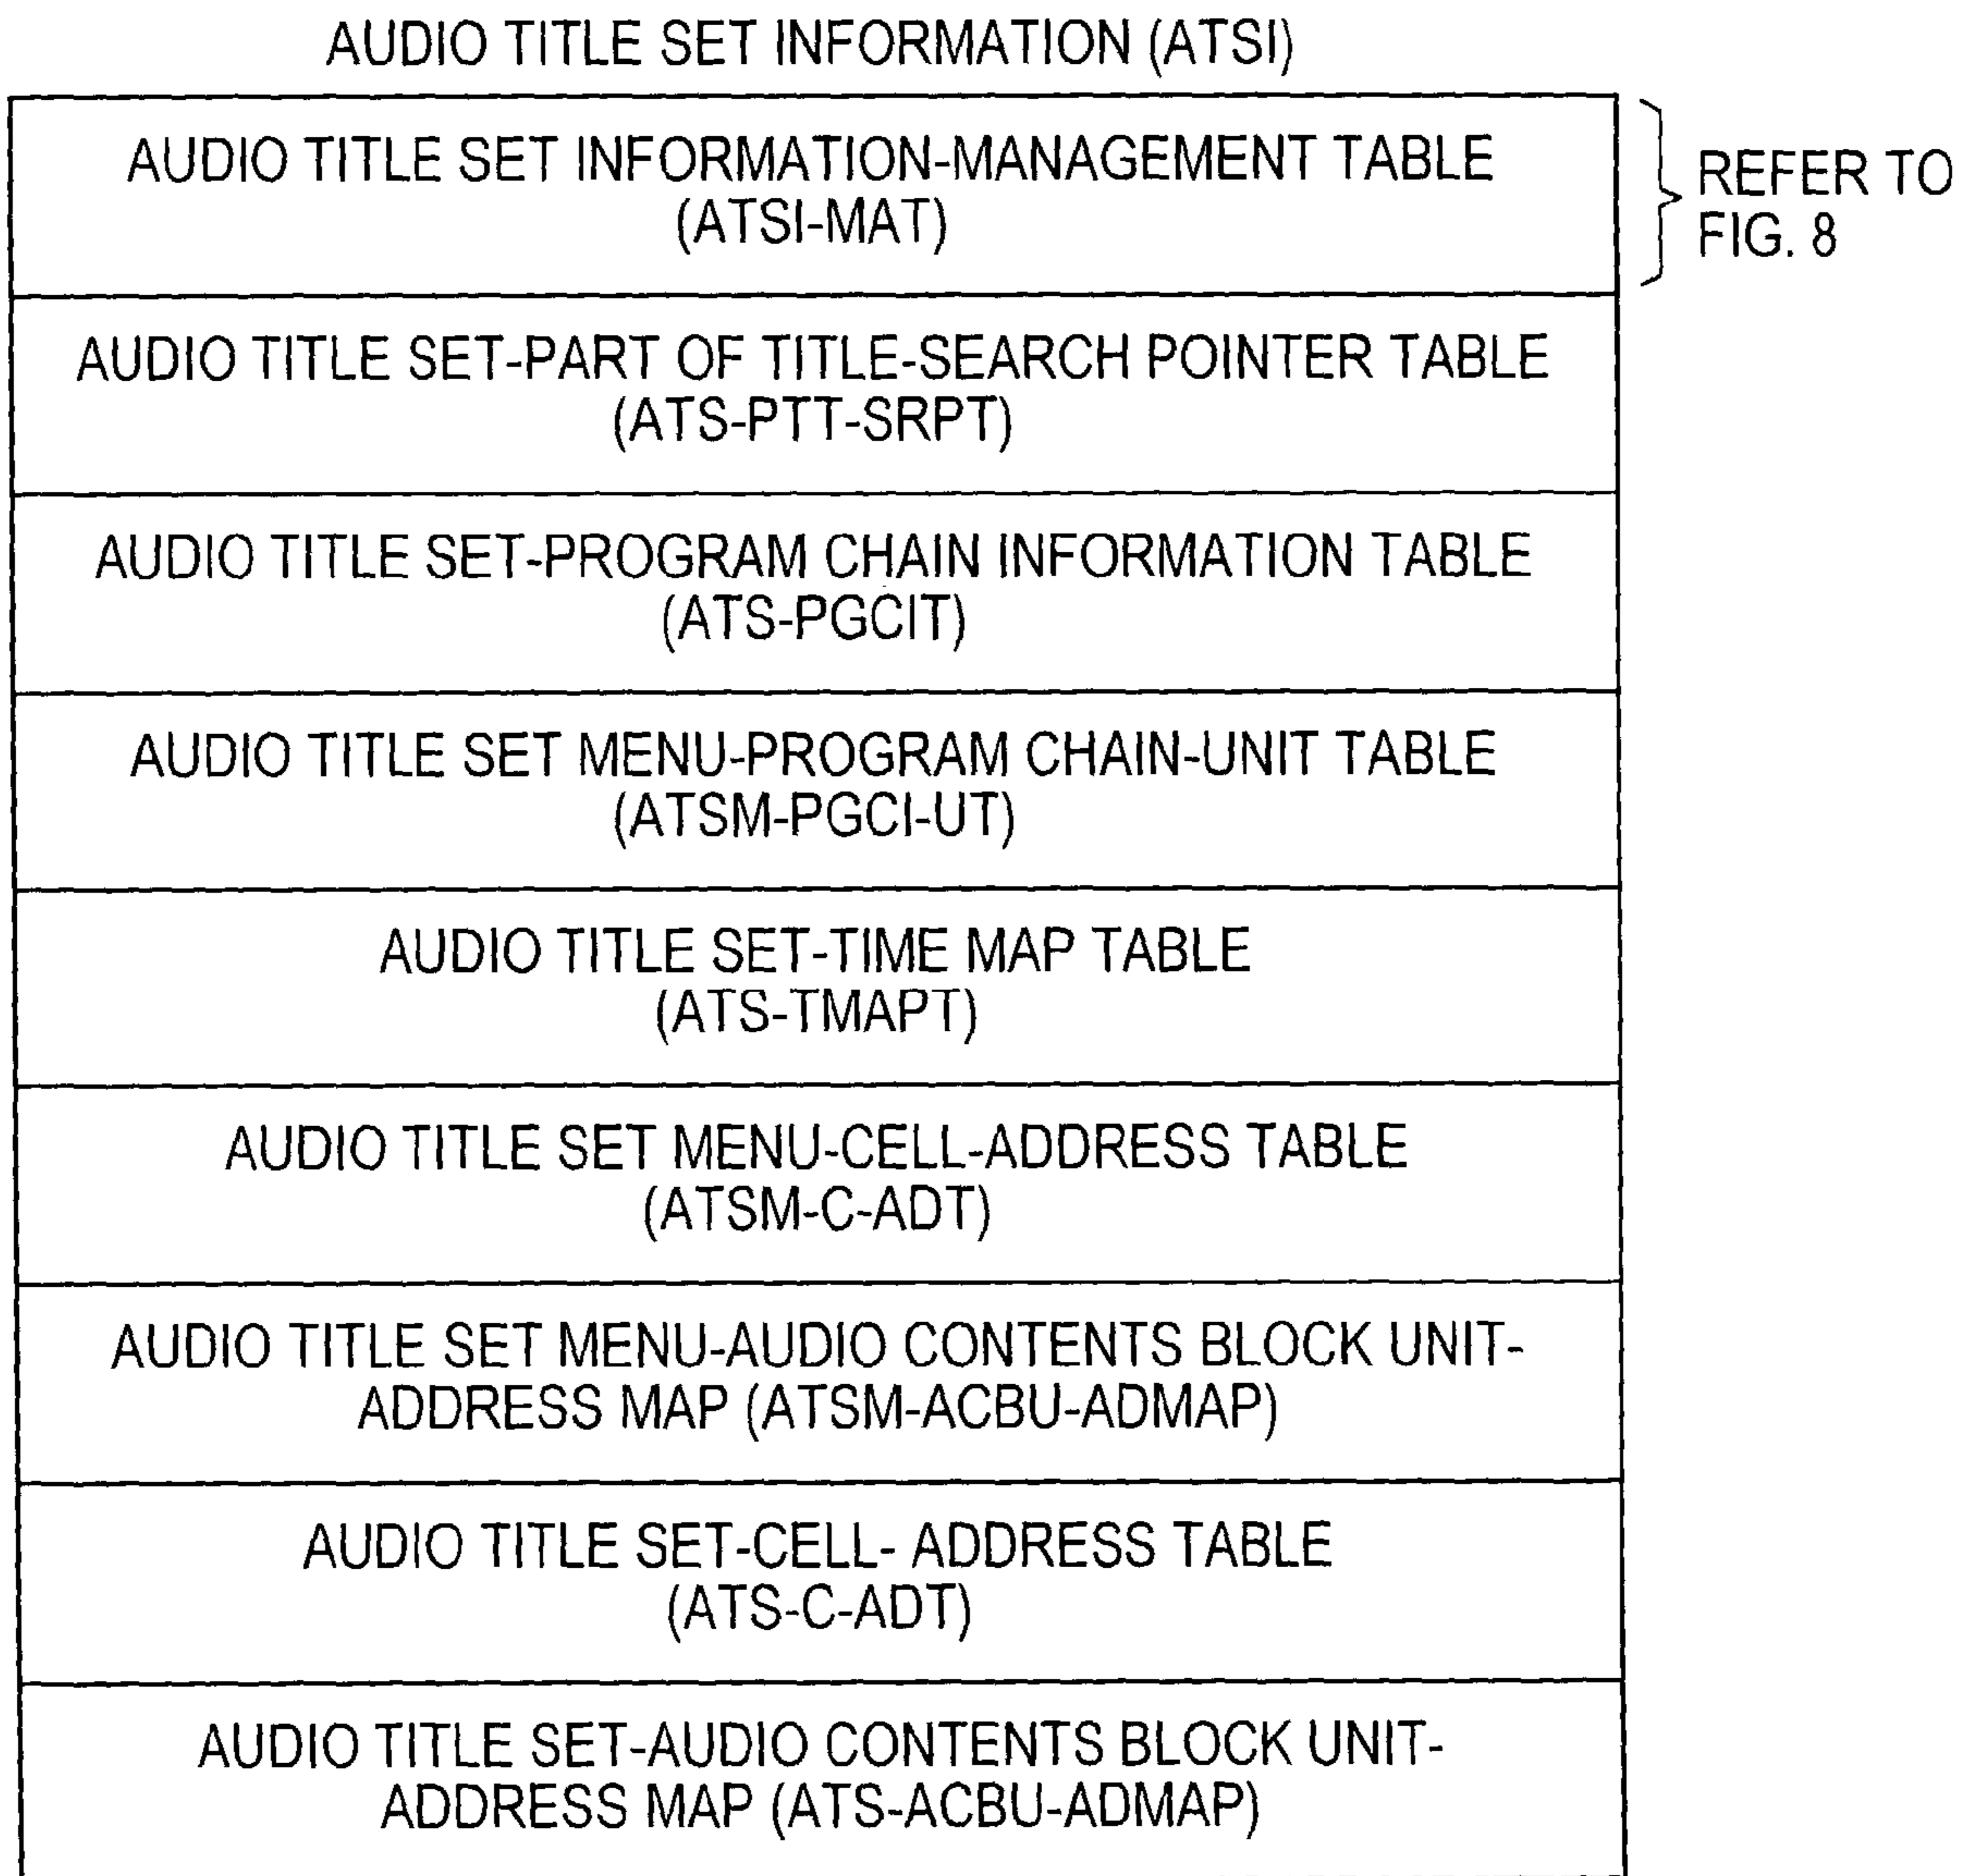 AUDIO TITLE SET INFORMATION (ATSI)
AUDIO TITLE SET INFORMATION-MANAGEMENT TABLE
(ATSI-MAT)
REFER TO
FIG. 8
AUDIO TITLE SET-PART OF TITLE-SEARCH POINTER TABLE
(ATS-PTT-SRPT)
AUDIO TITLE SET-PROGRAM CHAIN INFORMATION TABLE
(ATS-PGCIT)
AUDIO TITLE SET MENU-PROGRAM CHAIN-UNIT TABLE
(ATSM-PGCI-UT)
AUDIO TITLE SET-TIME MAP TABLE
(ATS-TMAPT)
AUDIO TITLE SET MENU-CELL-ADDRESS TABLE
(ATSM-C-ADT)
AUDIO TITLE SET MENU-AUDIO CONTENTS BLOCK UNIT-
ADDRESS MAP (ATSM-ACBU-ADMAP)
AUDIO TITLE SET-CELL- ADDRESS TABLE
(ATS-C-ADT)
AUDIO TITLE SET-AUDIO CONTENTS BLOCK UNIT-
ADDRESS MAP (ATS-ACBU-ADMAP)